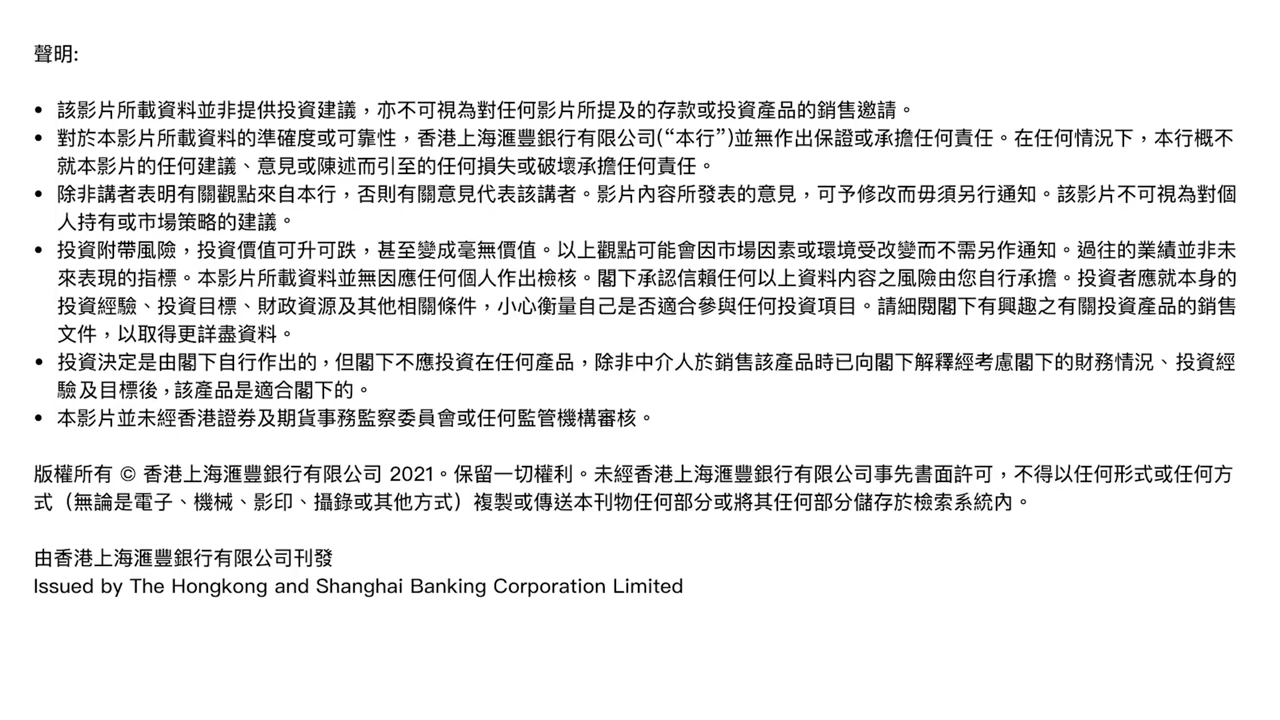 聲明:
• 該影片所載資料並非提供投資建議，亦不可視為對任何影片所提及的存款或投資產品的銷售邀請。
• 對於本影片所載資料的準確度或可靠性，香港上海滙豐銀行有限公司(“本行”)並無作出保證或承擔任何責任。在任何情況下，本行概不
就本影片的任何建議、意見或陳述而引至的任何損失或破壞承擔任何責任。
• 除非講者表明有關觀點來自本行，否則有關意見代表該講者。影片內容所發表的意見，可予修改而毋須另行通知。該影片不可視為對個
人持有或市場策略的建議。
• 投資附帶風險，投資價值可升可跌，甚至變成毫無價值。以上觀點可能會因市場因素或環境受改變而不需另作通知。過往的業績並非未
來表現的指標。本影片所載資料並無因應任何個人作出檢核。閣下承認信賴任何以上資料内容之風險由您自行承擔。投資者應就本身的
投資經驗、投資目標、財政資源及其他相關條件，小心衡量自己是否適合參與任何投資項目。請細閱閣下有興趣之有關投資產品的銷售
文件，以取得更詳盡資料。
• 投資決定是由閣下自行作出的，但閣下不應投資在任何產品，除非中介人於銷售該產品時已向閣下解釋經考慮閣下的財務情況、投資經
驗及目標後，該產品是適合閣下的。
• 本影片並未經香港證券及期貨事務監察委員會或任何監管機構審核。
版權所有 © 香港上海滙豐銀行有限公司 2021。保留一切權利。未經香港上海滙豐銀行有限公司事先書面許可，不得以任何形式或任何方
式（無論是電子、機械、影印、攝錄或其他方式）複製或傳送本刊物任何部分或將其任何部分儲存於檢索系統內。
由香港上海滙豐銀行有限公司刊發
Issued by The Hongkong and Shanghai Banking Corporation Limited